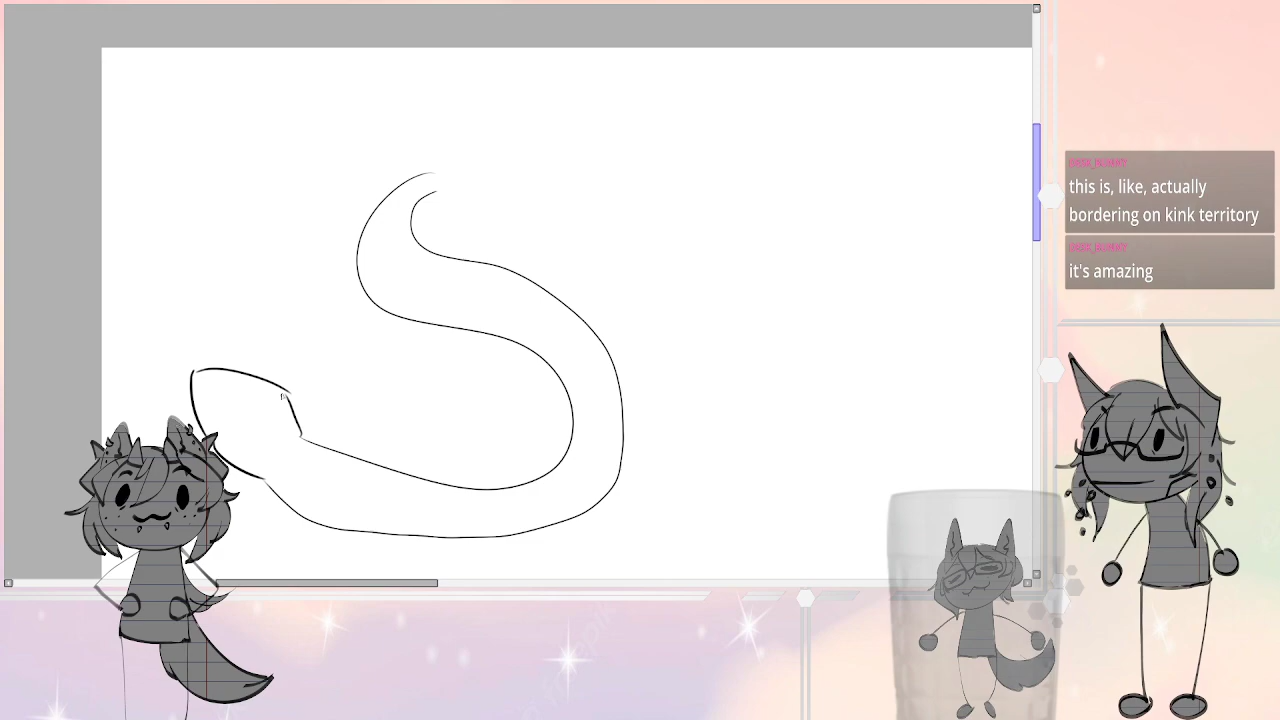 this is, like, actually
bordering on kink territory
it's amazing